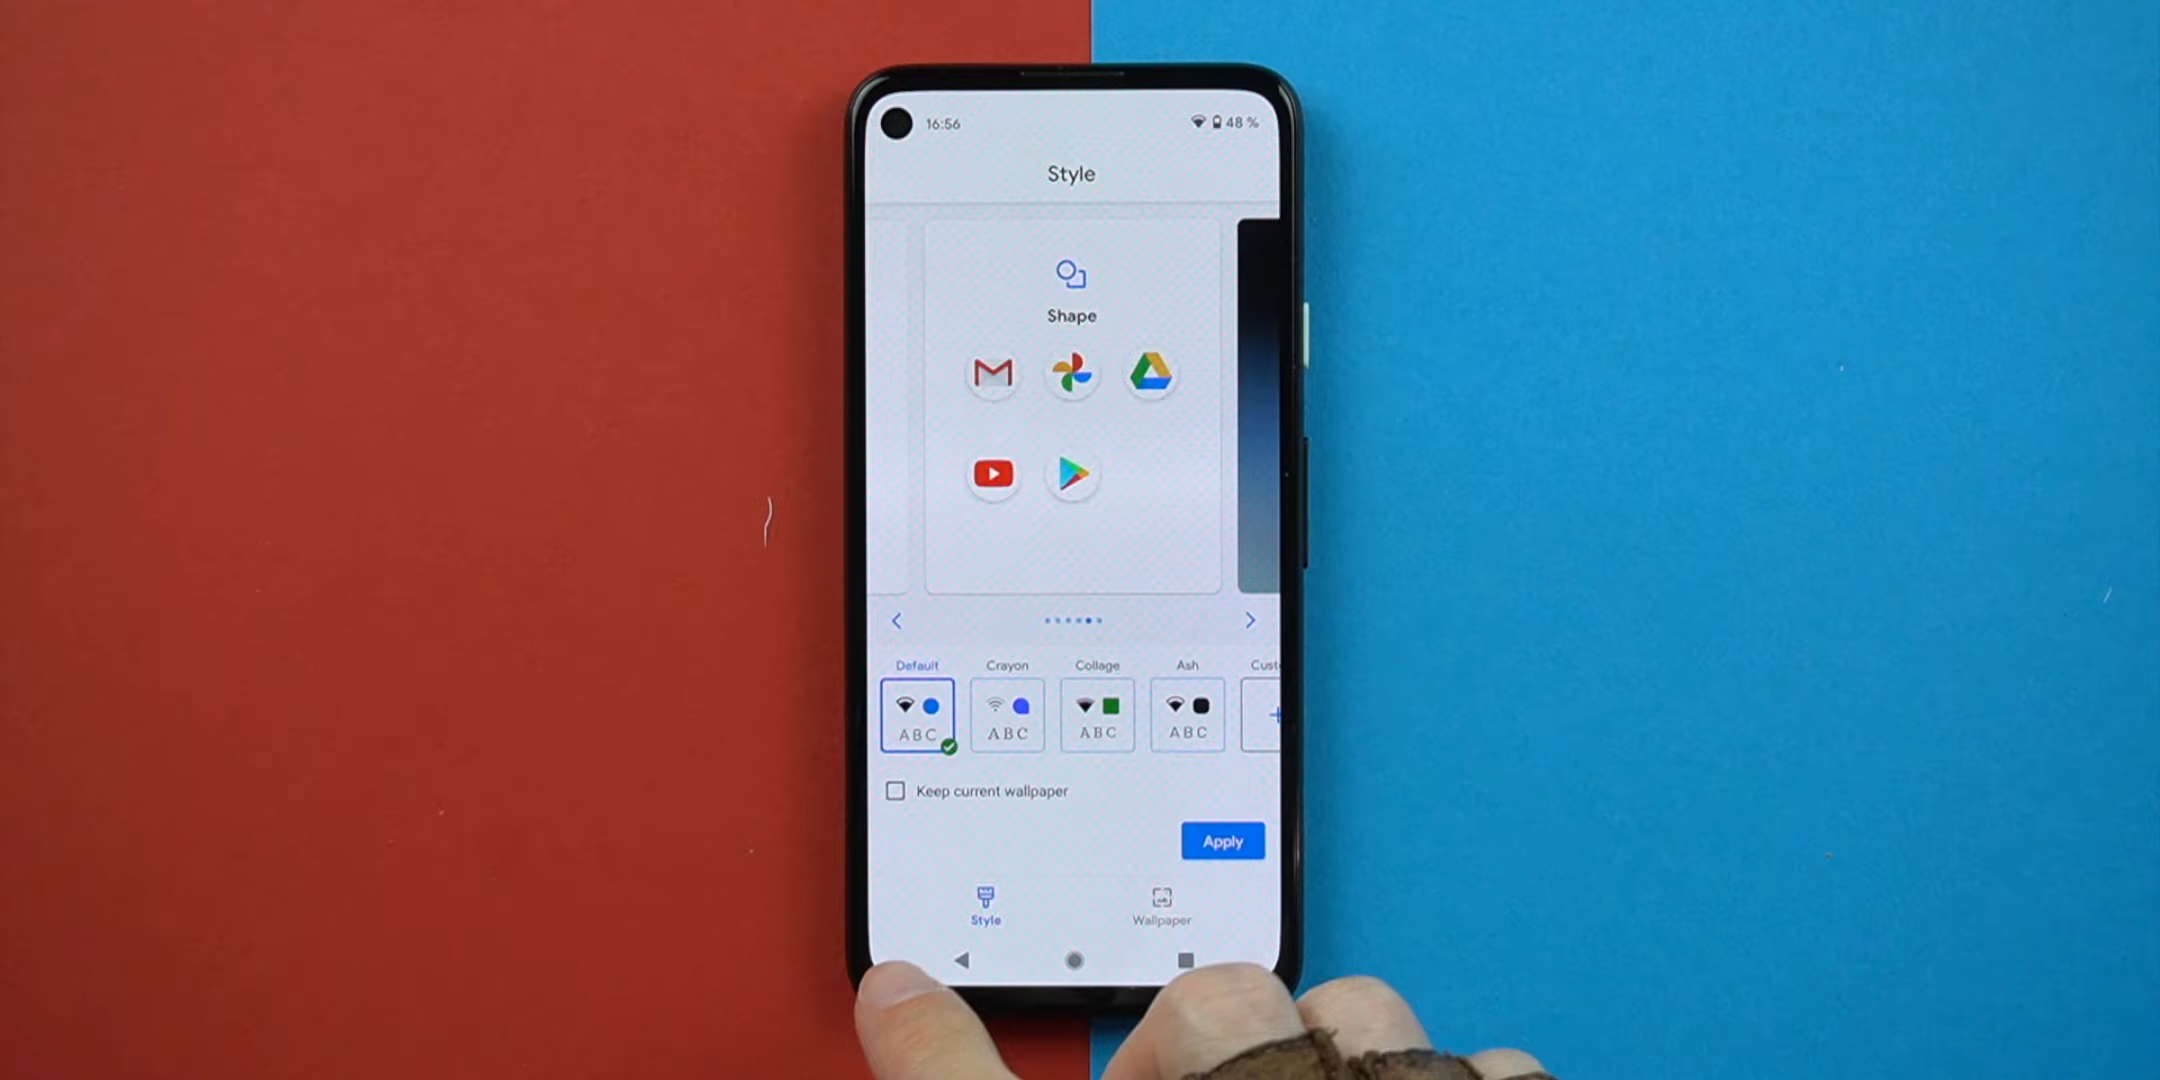 16:56
48 %
Style
Shape
Default
Crayon
Collage
Ash
Cust
ABC
ABC
ABC
ABC
Keep current wallpaper
Apply
Style
Wallpaper